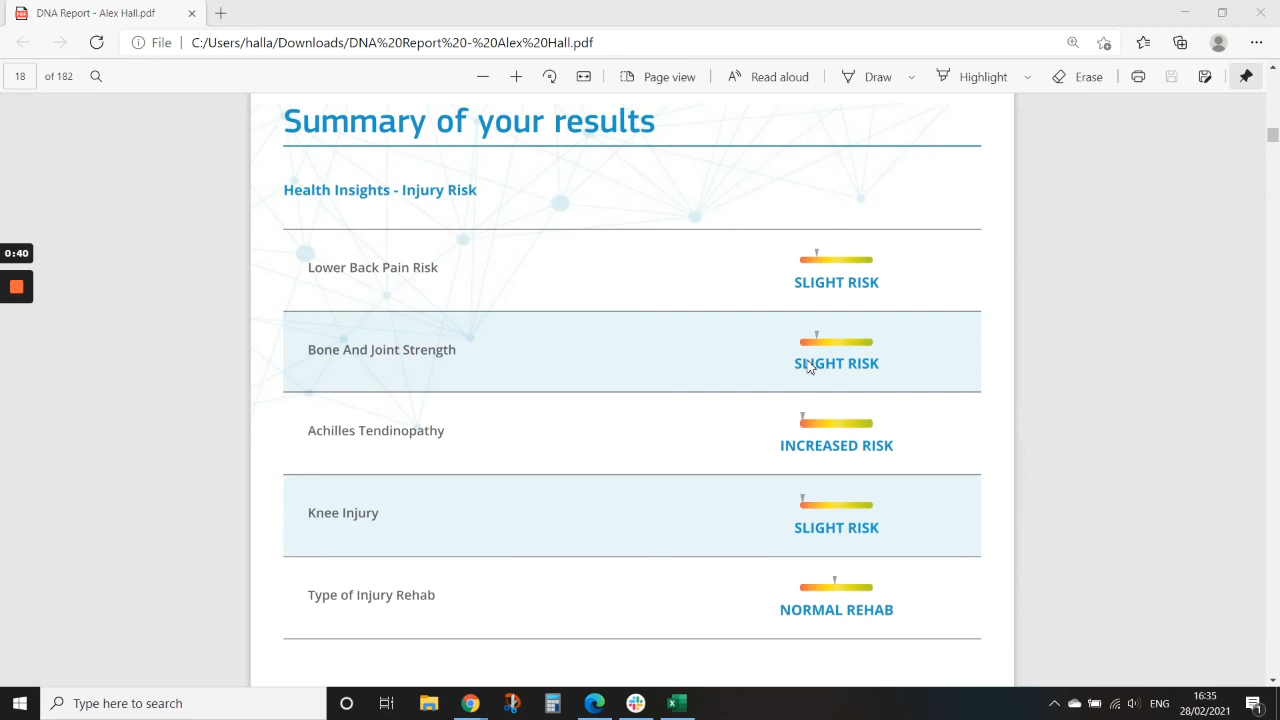 DNA Report - Alex Hall.pdf
File
C:/Users/halla/Downloads/DNA%20Report%20-%20Alex%20Hall.pdf
18 of 182
Page view
Read aloud
Draw
Highlight
Erase
Summary of your results
Health Insights - Injury Risk
Lower Back Pain Risk
SLIGHT RISK
0:40
Bone And Joint Strength
SLIGHT RISK
Achilles Tendinopathy
INCREASED RISK
Knee Injury
SLIGHT RISK
Type of Injury Rehab
NORMAL REHAB
Type here to search
ENG
16:35
28/02/2021
1